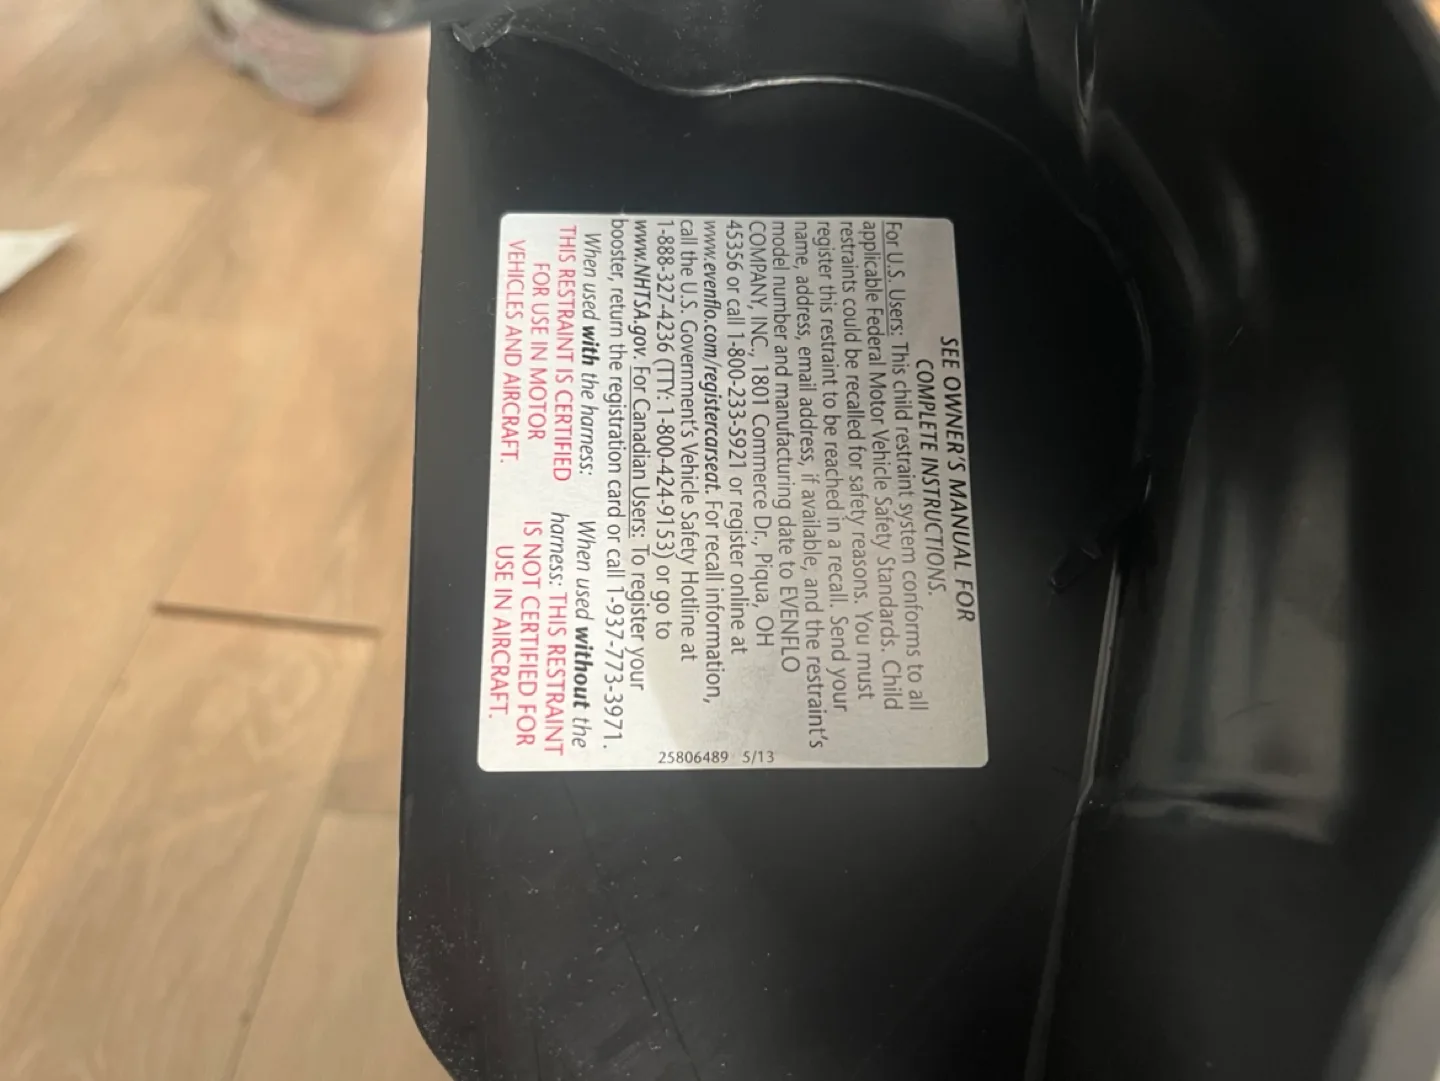 SEE OWNER'S MANUAL FOR
COMPLETE INSTRUCTIONS.
For U.S. Users: This child restraint system conforms to all
applicable Federal Motor Vehicle Safety Standards. Child
restraints could be recalled for safety reasons. You must
register this restraint to be reached in a recall. Send your
name, address, email address, if available, and the restraint's
model number and manufacturing date to EVENFLO
COMPANY, INC., 1801 Commerce Dr., Piqua, OH
45356 or call 1-800-233-5921 or register online at
www.evenflo.com/registercarseat. For recall information,
call the U.S. Government's Vehicle Safety Hotline at
1-888-327-4236 (TTY: 1-800-424-9153) or go to
www.NHTSA.gov. For Canadian Users: To register your
booster, return the registration card or call 1-937-773-3971.
When used with the harness:
THIS RESTRAINT IS CERTIFIED
FOR USE IN MOTOR
VEHICLES AND AIRCRAFT.
When used without the
harness: THIS RESTRAINT
IS NOT CERTIFIED FOR
USE IN AIRCRAFT.
25806489 5/13